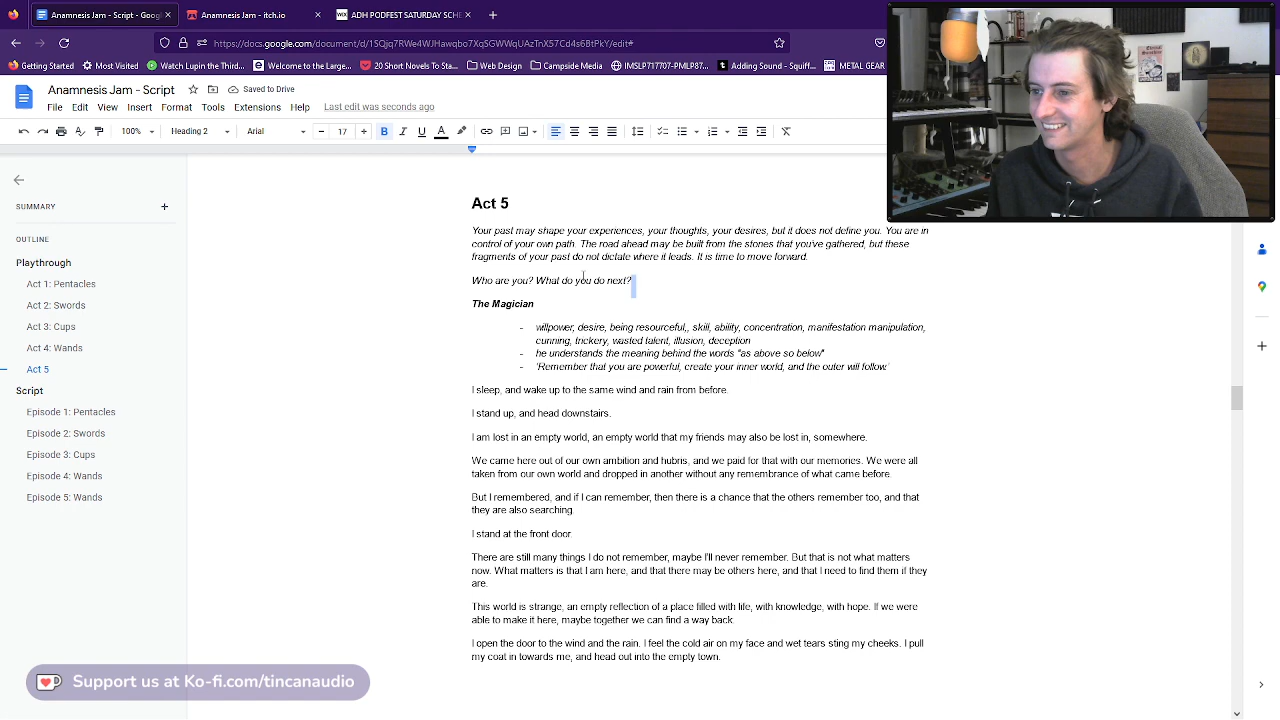 Anamnesis Jam - Script - Googl
Anamnesis Jam - itch.io
WIX ADH PODFEST SATURDAY SCHE
https://docs.google.com/document/d/1SQjq7RWe4WJHawqbo7XqSGWWqUAzTnXS7Cd4s6BtPkY/edit#
Getting Started Most Visited Watch Lupin the Third... Welcome to the Large... 20 Short Novels To S... Web Design Campside Media IMSLP717707-PMLP87... Adding Sound - Squiff... METAL GEAR
Anamnesis Jam - Script Saved to Drive
File Edit View Insert Format Tools Extensions Help Last edit was seconds ago
100% Heading 2 Arial 17
SUMMARY
OUTLINE
Playthrough
Act 1: Pentacles
Act 2: Swords
Act 3: Cups
Act 4: Wands
Act 5
Script
Episode 1: Pentacles
Episode 2: Swords
Episode 3: Cups
Episode 4: Wands
Episode 5: Wands
Act 5
Your past may shape your experiences, your thoughts, your desires, but it does not define you. You are in
control of your own path. The road ahead may be built from the stones that you've gathered, but these
fragments of your past do not dictate where it leads. It is time to move forward.
Who are you? What do you do next?
The Magician
- willpower, desire, being resourceful,, skill, ability, concentration, manifestation manipulation,
cunning, trickery, wasted talent, illusion, deception
- he understands the meaning behind the words "as above so below"
- 'Remember that you are powerful, create your inner world, and the outer will follow.'
I sleep, and wake up to the same wind and rain from before.
I stand up, and head downstairs.
I am lost in an empty world, an empty world that my friends may also be lost in, somewhere.
We came here out of our own ambition and hubris, and we paid for that with our memories. We were all
taken from our own world and dropped in another without any remembrance of what came before.
But I remembered, and if I can remember, then there is a chance that the others remember too, and that
they are also searching.
I stand at the front door.
There are still many things I do not remember, maybe I'll never remember. But that is not what matters
now. What matters is that I am here, and that there may be others here, and that I need to find them if they
are.
This world is strange, an empty reflection of a place filled with life, with knowledge, with hope. If we were
able to make it here, maybe together we can find a way back.
I open the door to the wind and the rain. I feel the cold air on my face and wet tears sting my cheeks. I pull
my coat in towards me, and head out into the empty town.
Support us at Ko-fi.com/tincanaudio